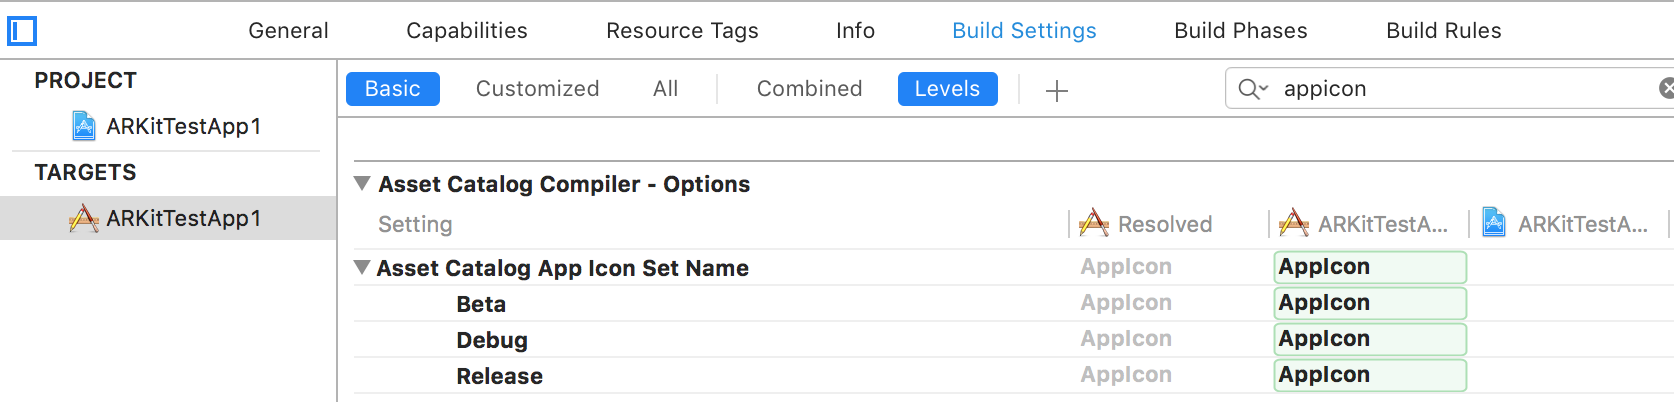 General Capabilities Resource Tags Info Build Settings Build Phases Build Rules
PROJECT
ARKitTestApp1
TARGETS
ARKitTestApp1
Basic Customized All Combined Levels + appicon
Asset Catalog Compiler - Options
Setting Resolved ARKitTestA... ARKitTestA...
Asset Catalog App Icon Set Name AppIcon AppIcon
Beta AppIcon AppIcon
Debug AppIcon AppIcon
Release AppIcon AppIcon